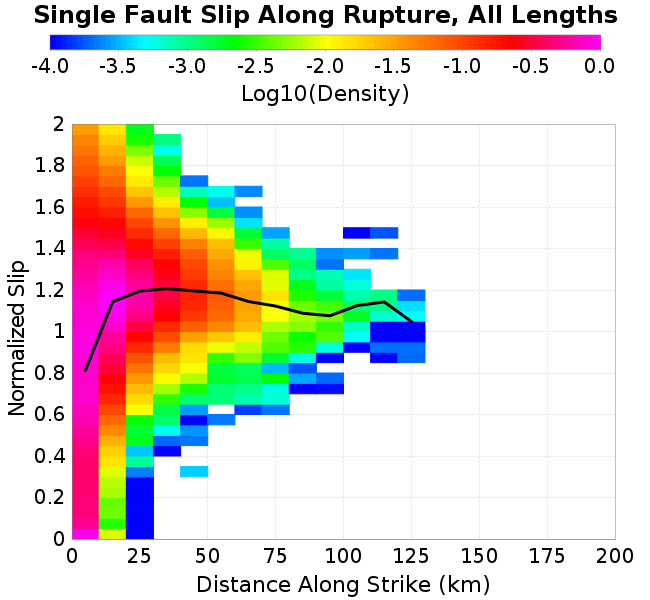 Single Fault Slip Along Rupture, All Lengths
-4.0 -3.5 -3.0 -2.5 -2.0 -1.5 -1.0 -0.5 0.0
Log10(Density)
2
1.8
1.6
1.4
1.2
1
0.8
0.6
0.4
0.2
0
Normalized Slip
0 25 50 75 100 125 150 175 200
Distance Along Strike (km)